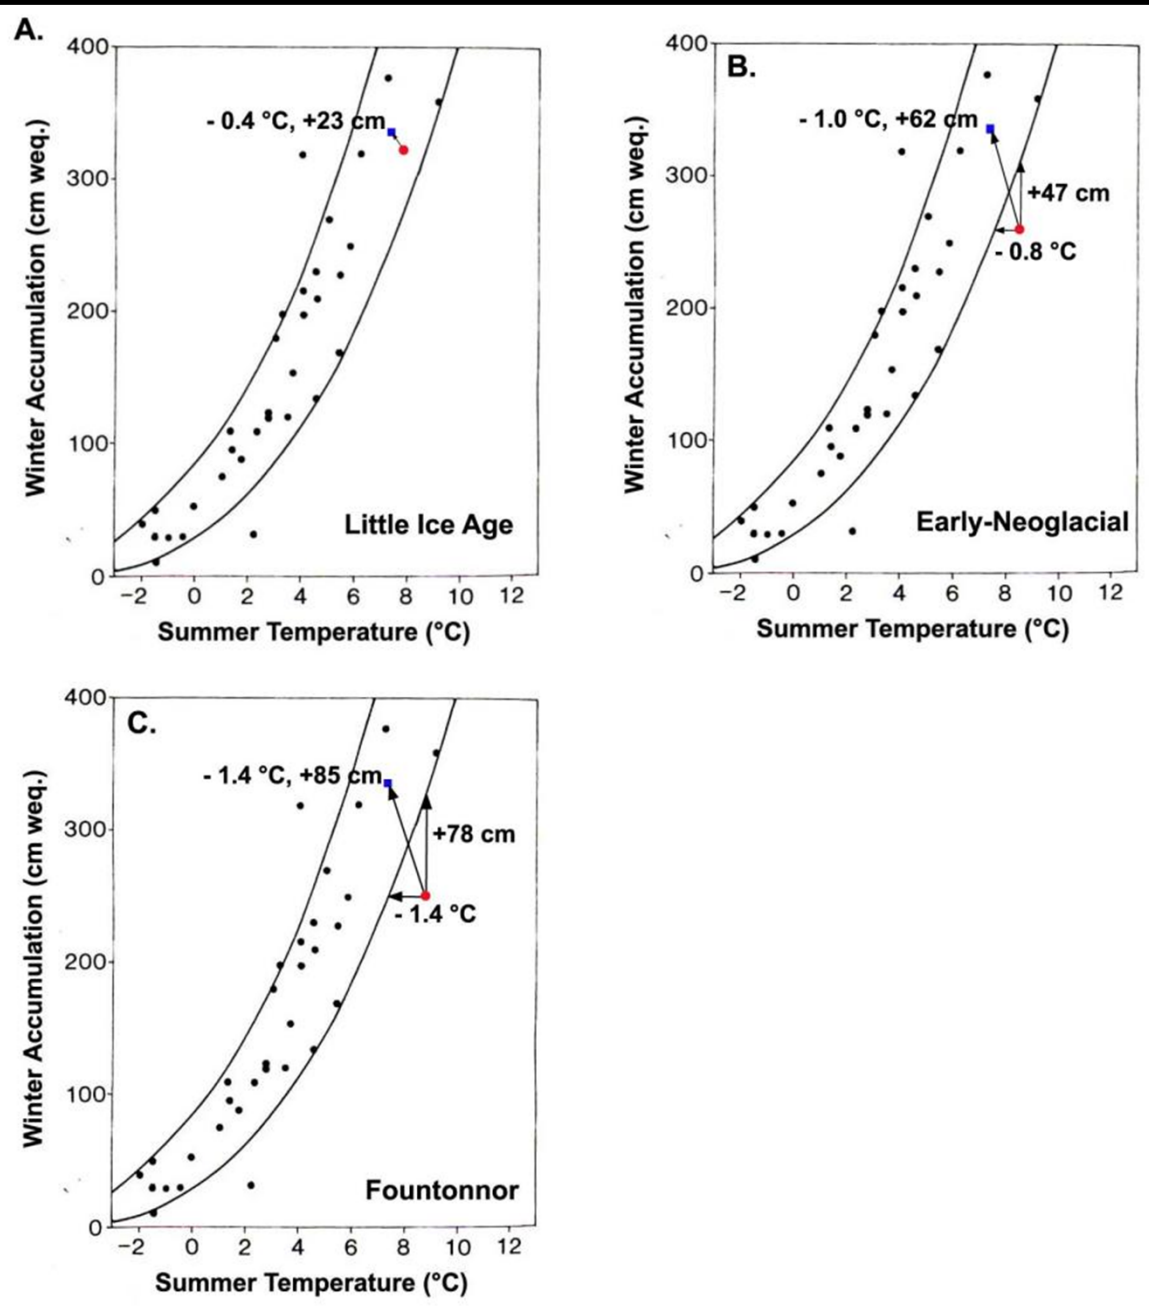 A.
400
300
200
100
0
Winter Accumulation (cm weq.)
- 0.4 °C, +23 cm
Little Ice Age
−2 0 2 4 6 8 10 12
Summer Temperature (°C)
B.
400
300
200
100
0
Winter Accumulation (cm weq.)
- 1.0 °C, +62 cm
+47 cm
- 0.8 °C
Early-Neoglacial
−2 0 2 4 6 8 10 12
Summer Temperature (°C)
C.
400
300
200
100
0
Winter Accumulation (cm weq.)
- 1.4 °C, +85 cm
+78 cm
- 1.4 °C
Fountonnor
−2 0 2 4 6 8 10 12
Summer Temperature (°C)